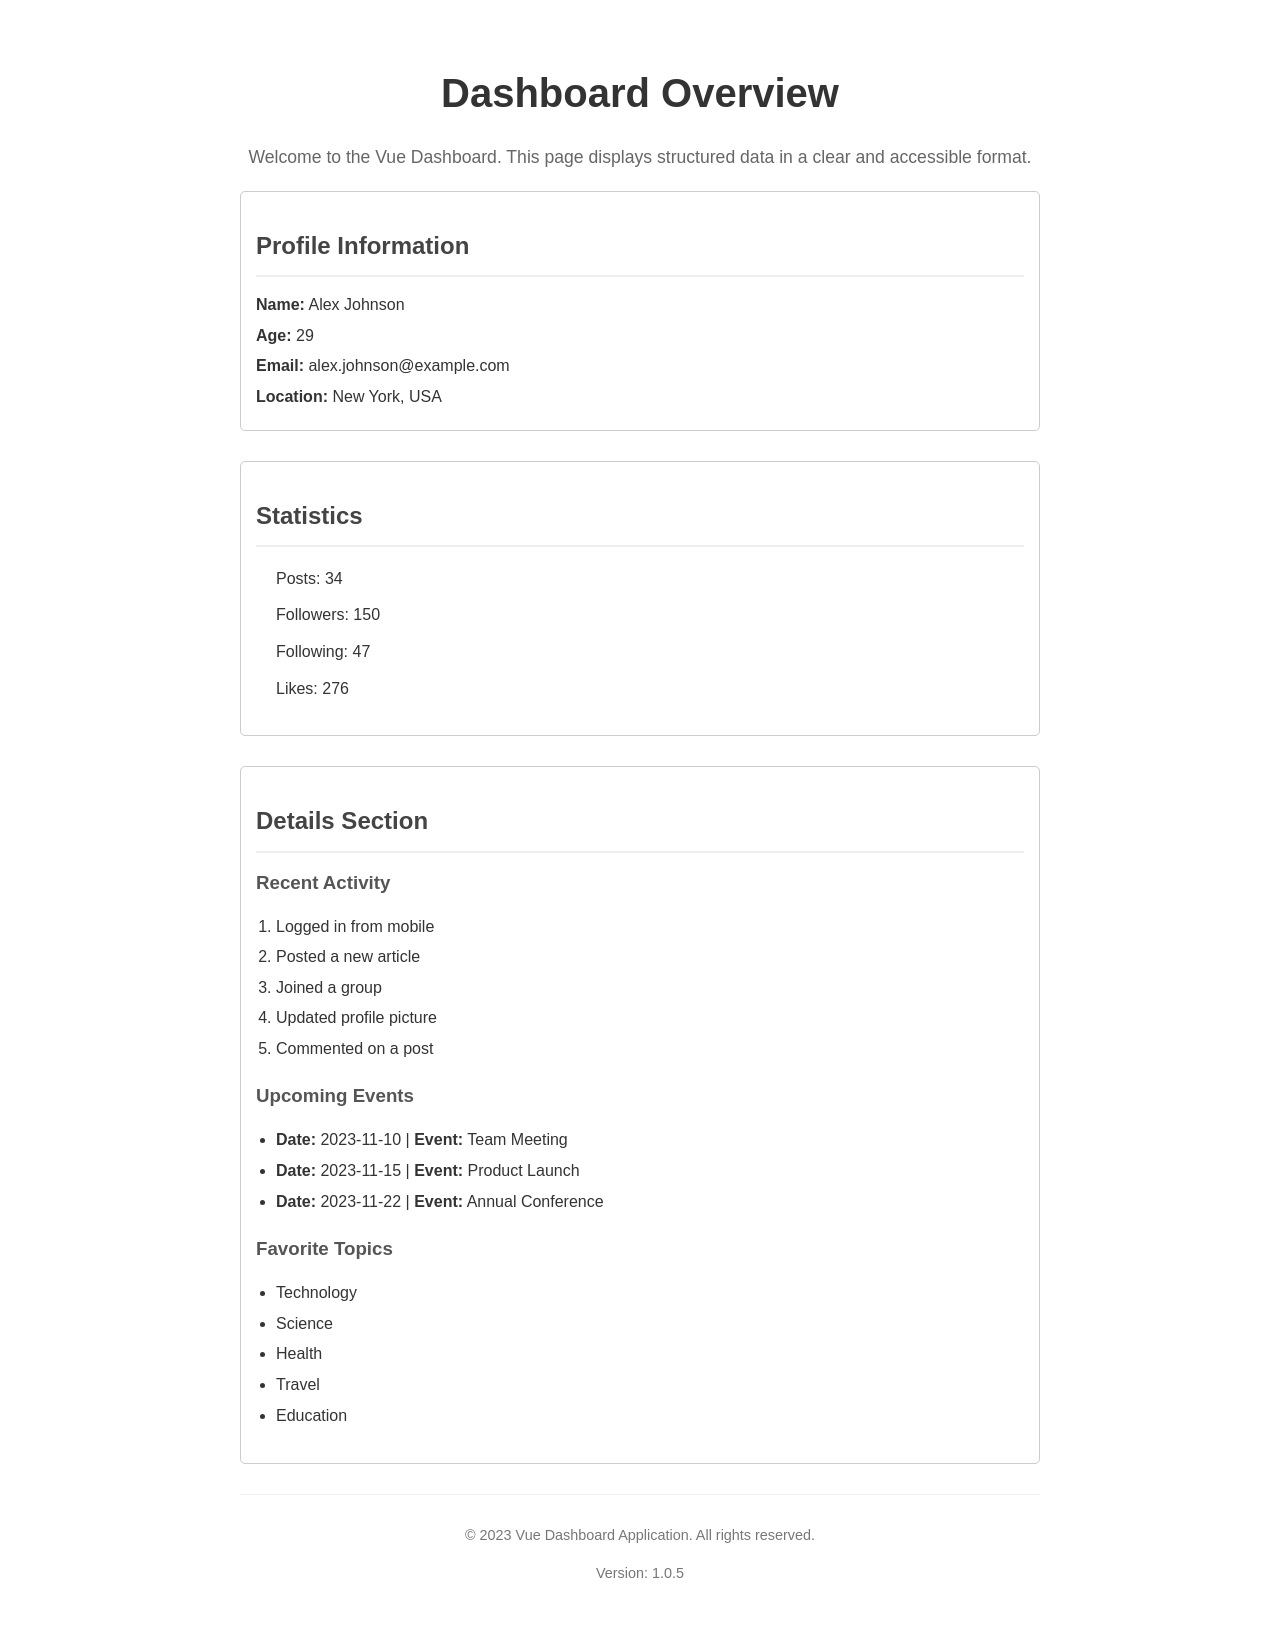 Dashboard Overview
Welcome to the Vue Dashboard. This page displays structured data in a clear and accessible format.
Profile Information
Name: Alex Johnson
Age: 29
Email: alex.johnson@example.com
Location: New York, USA
Statistics
Posts: 34
Followers: 150
Following: 47
Likes: 276
Details Section
Recent Activity
1. Logged in from mobile
2. Posted a new article
3. Joined a group
4. Updated profile picture
5. Commented on a post
Upcoming Events
• Date: 2023-11-10 | Event: Team Meeting
• Date: 2023-11-15 | Event: Product Launch
• Date: 2023-11-22 | Event: Annual Conference
Favorite Topics
• Technology
• Science
• Health
• Travel
• Education
© 2023 Vue Dashboard Application. All rights reserved.
Version: 1.0.5